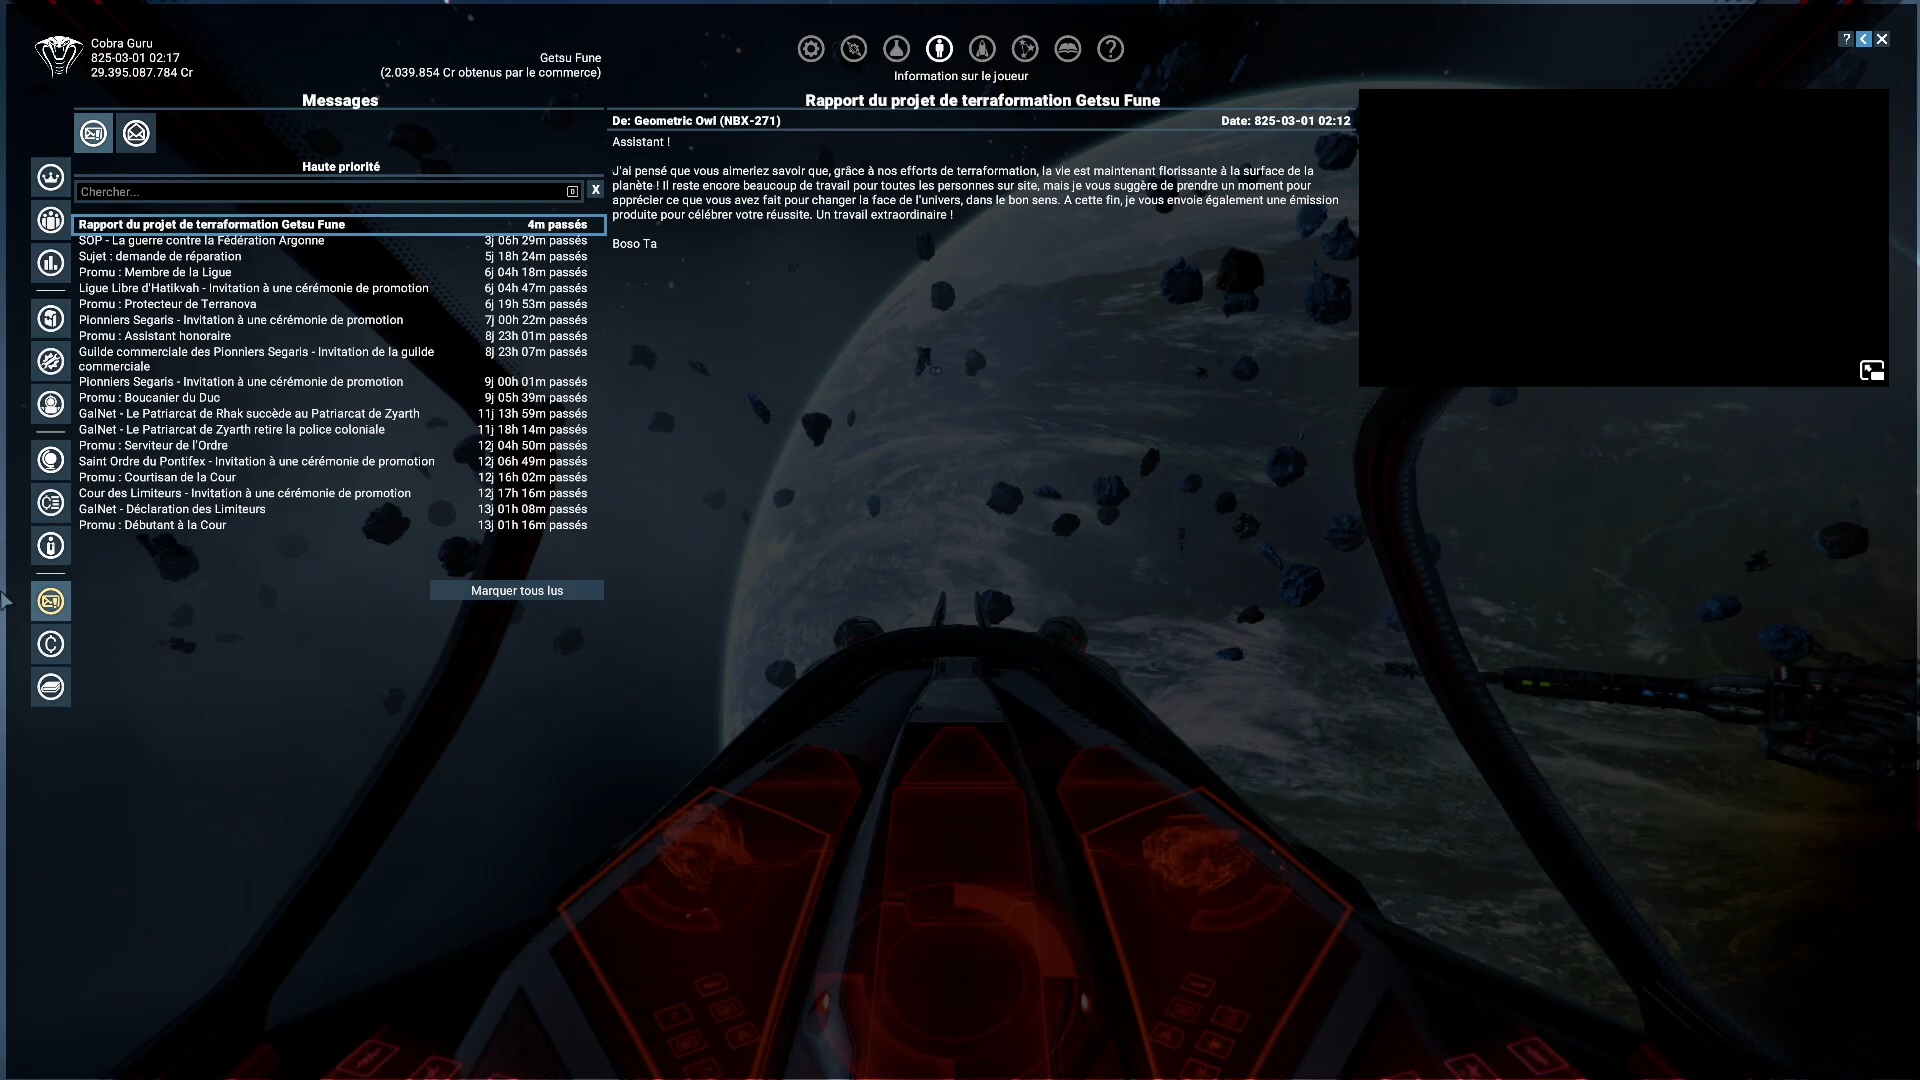 Cobra Guru
825-03-01 02:17
29.395.087.784 Cr
Getsu Fune
(2.039.854 Cr obtenus par le commerce)
Information sur le joueur
Messages
Haute priorité
Chercher...
X
Rapport du projet de terraformation Getsu Fune 4m passés
SOP - La guerre contre la Fédération Argonne 3j 06h 29m passés
Sujet : demande de réparation 5j 18h 24m passés
Promu : Membre de la Ligue 6j 04h 18m passés
Ligue Libre d'Hatikvah - Invitation à une cérémonie de promotion 6j 04h 47m passés
Promu : Protecteur de Terranova 6j 19h 53m passés
Pionniers Segaris - Invitation à une cérémonie de promotion 7j 00h 22m passés
Promu : Assistant honoraire 8j 23h 01m passés
Guilde commerciale des Pionniers Segaris - Invitation de la guilde 8j 23h 07m passés
commerciale
Pionniers Segaris - Invitation à une cérémonie de promotion 9j 00h 01m passés
Promu : Boucanier du Duc 9j 05h 39m passés
GalNet - Le Patriarcat de Rhak succède au Patriarcat de Zyarth 11j 13h 59m passés
GalNet - Le Patriarcat de Zyarth retire la police coloniale 11j 18h 14m passés
Promu : Serviteur de l'Ordre 12j 04h 50m passés
Saint Ordre du Pontifex - Invitation à une cérémonie de promotion 12j 06h 49m passés
Promu : Courtisan de la Cour 12j 16h 02m passés
Cour des Limiteurs - Invitation à une cérémonie de promotion 12j 17h 16m passés
GalNet - Déclaration des Limiteurs 13j 01h 08m passés
Promu : Débutant à la Cour 13j 01h 16m passés
Marquer tous lus
Rapport du projet de terraformation Getsu Fune
De: Geometric Owl (NBX-271) Date: 825-03-01 02:12
Assistant !
J'ai pensé que vous aimeriez savoir que, grâce à nos efforts de terraformation, la vie est maintenant florissante à la surface de la
planète ! Il reste encore beaucoup de travail pour toutes les personnes sur site, mais je vous suggère de prendre un moment pour
apprécier ce que vous avez fait pour changer la face de l'univers, dans le bon sens. A cette fin, je vous envoie également une émission
produite pour célébrer votre réussite. Un travail extraordinaire !
Boso Ta